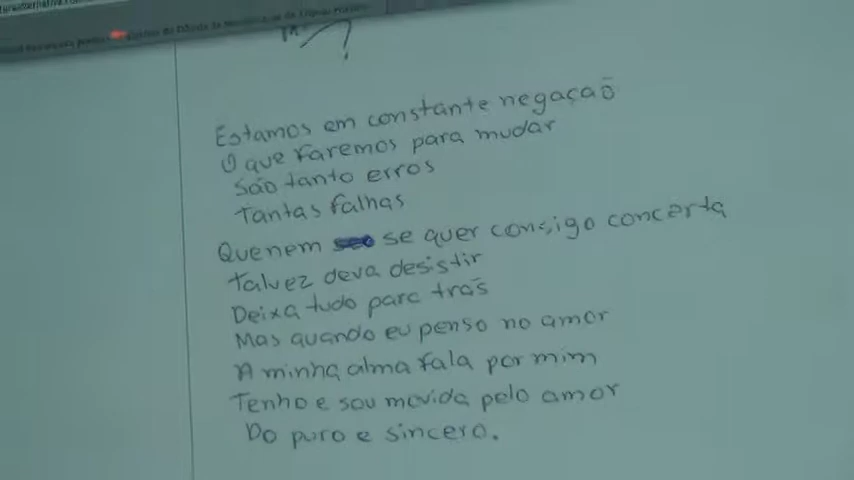 Estamos em constante negação
O que faremos para mudar
são tanto erros
Tantas falhas
Quenem se quer consigo concerta
talvez deva desistir
Deixa tudo para trás
Mas quando eu penso no amor
A minha alma fala por mim
Tenho e sou movida pelo amor
Do puro e sincero.